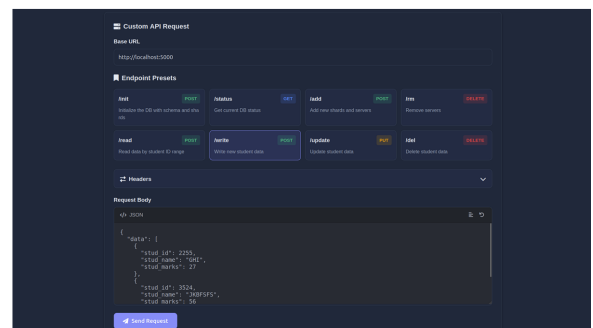 Custom API Request
Base URL
http://localhost:5000
Endpoint Presets
/init POST
Initialize the DB with schema and sha
rds
/status GET
Get current DB status
/add POST
Add new shards and servers
/rm DELETE
Remove servers
/read POST
Read data by student ID range
/write POST
Write new student data
/update PUT
Update student data
/del DELETE
Delete student data
Headers
Request Body
</> JSON
{
"data": [
{
"stud_id": 2255,
"stud_name": "GHI",
"stud_marks": 27
},
{
"stud_id": 3524,
"stud_name": "JKBFSFS",
"stud_marks": 56
Send Request